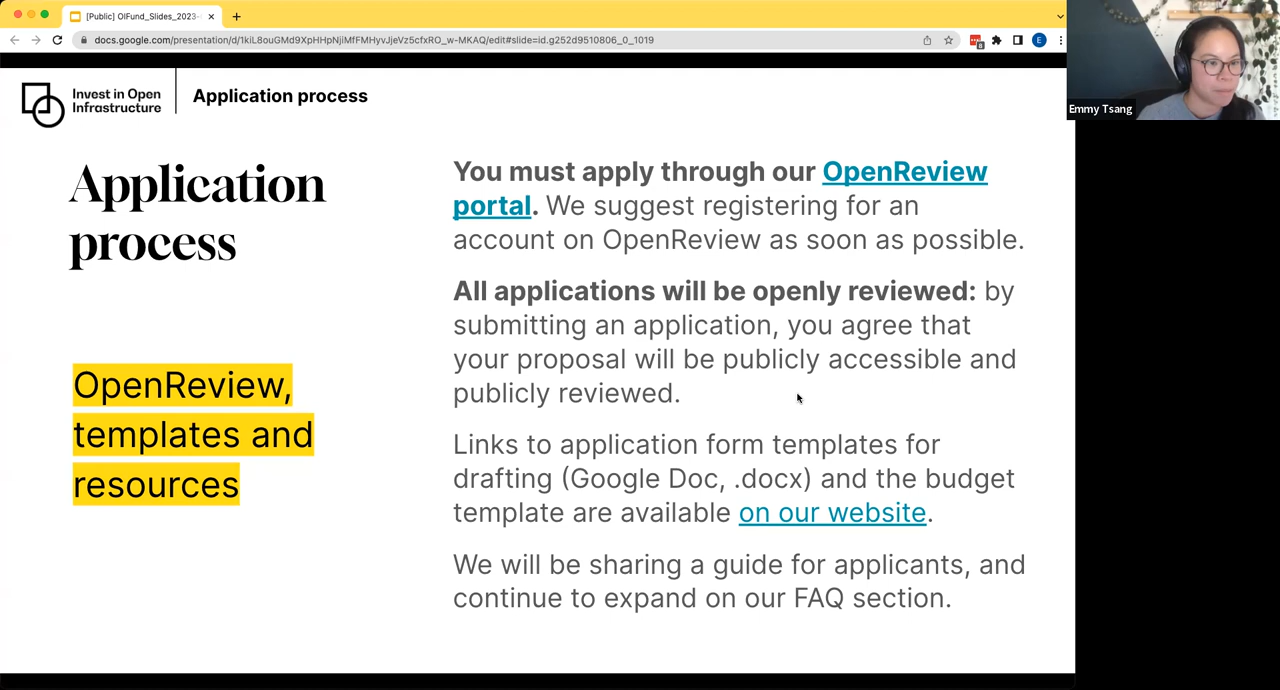 [Public] OIFund_Slides_2023-
docs.google.com/presentation/d/1kiL8ouGMd9XpHHpNjiMfFMHyvJjeVz5cfxRO_w-MKAQ/edit#slide=id.g252d9510806_0_1019
E
Emmy Tsang
Invest in Open
Infrastructure
Application process
Application
process
OpenReview,
templates and
resources
You must apply through our OpenReview
portal. We suggest registering for an
account on OpenReview as soon as possible.
All applications will be openly reviewed: by
submitting an application, you agree that
your proposal will be publicly accessible and
publicly reviewed.
Links to application form templates for
drafting (Google Doc, .docx) and the budget
template are available on our website.
We will be sharing a guide for applicants, and
continue to expand on our FAQ section.